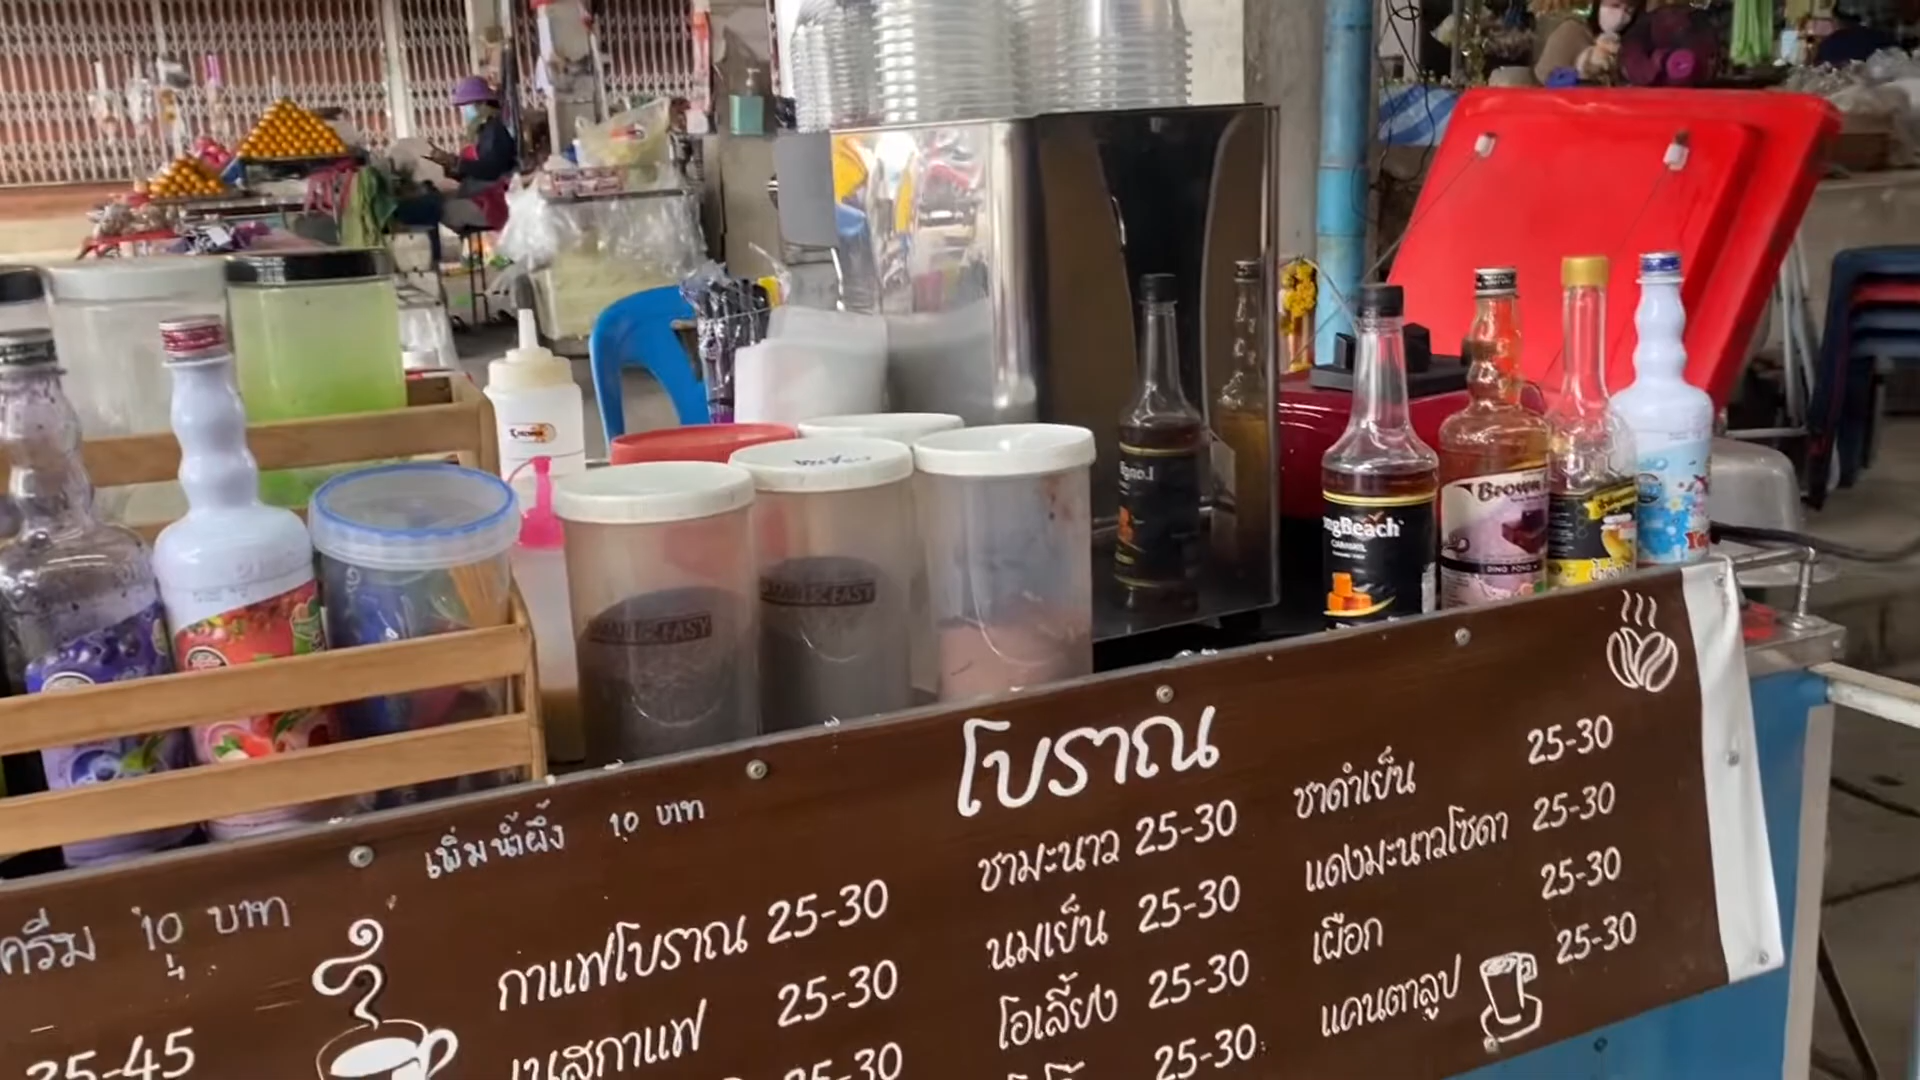 LongBeach
CARAMEL
Brown
DING FONG
โบราณ
เพิ่มน้ำผึ้ง 10 บาท
ครีม 10 บาท
35-45
กาแฟโบราณ 25-30
เนสกาแฟ 25-30
25-30
ชามะนาว 25-30
นมเย็น 25-30
โอเลี้ยง 25-30
25-30
ชาดำเย็น 25-30
แดงมะนาวโซดา 25-30
เผือก 25-30
แคนตาลูป 25-30